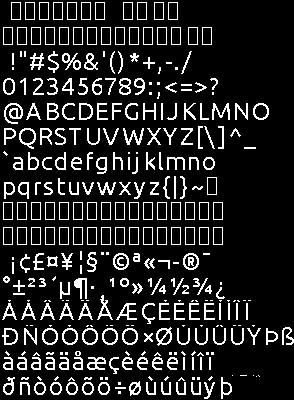 !"#$%&'()*+,-./
0123456789:;<=>?
@ABCDEFGHIJKLMNO
PQRSTUVWXYZ[\]^_
`abcdefghijklmno
pqrstuvwxyz{|}~
¡¢£¤¥¦§¨©ª«¬-®¯
°±²³´µ¶·¸¹º»¼½¾¿
ÀÁÂÃÄÅÆÇÈÉÊËÌÍÎÏ
ÐÑÒÓÔÕÖ×ØÙÚÛÜÝÞß
àáâãäåæçèéêëìíîï
ðñòóôõö÷øùúûüýþ